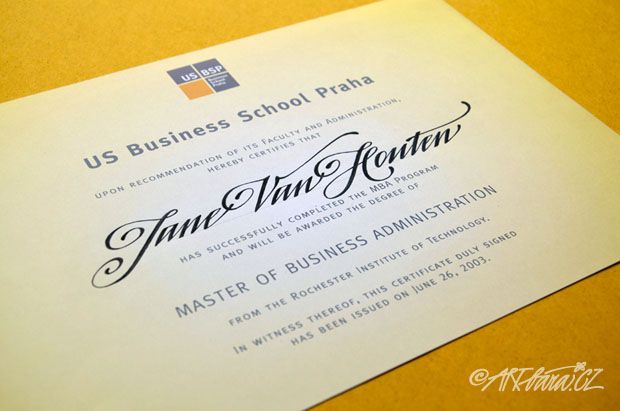 US BSP
US Business School Praha
UPON RECOMMENDATION OF ITS FACULTY AND ADMINISTRATION,
HEREBY CERTIFIES THAT
Jane Van Houten
HAS SUCCESSFULLY COMPLETED THE MBA PROGRAM
AND WILL BE AWARDED THE DEGREE OF
MASTER OF BUSINESS ADMINISTRATION
FROM THE ROCHESTER INSTITUTE OF TECHNOLOGY.
IN WITNESS THEREOF, THIS CERTIFICATE DULY SIGNED
HAS BEEN ISSUED ON JUNE 26, 2003.